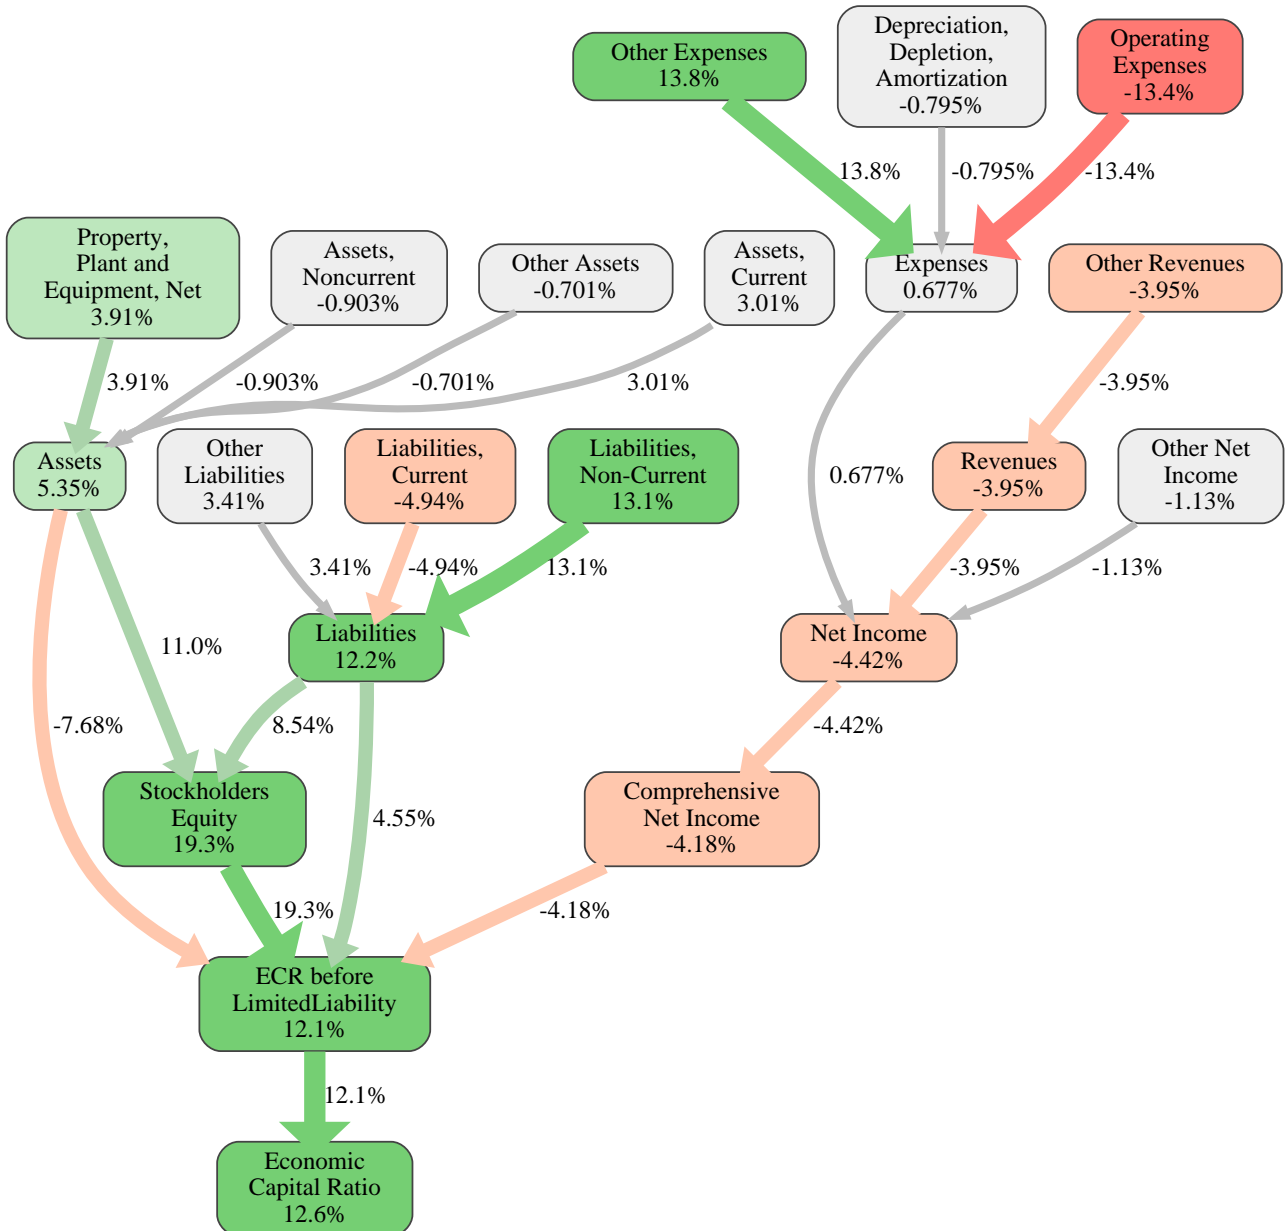 Other Expenses
13.8%
Depreciation,
Depletion,
Amortization
-0.795%
Operating
Expenses
-13.4%
13.8%
-0.795%
-13.4%
Property,
Plant and
Equipment, Net
3.91%
Assets,
Noncurrent
-0.903%
Other Assets
-0.701%
Assets,
Current
3.01%
Expenses
0.677%
Other Revenues
-3.95%
3.91%
-0.903%
-0.701%
3.01%
-3.95%
Assets
5.35%
Other
Liabilities
3.41%
Liabilities,
Current
-4.94%
Liabilities,
Non-Current
13.1%
0.677%
Revenues
-3.95%
Other Net
Income
-1.13%
3.41%
-4.94%
13.1%
-3.95%
-1.13%
11.0%
Liabilities
12.2%
Net Income
-4.42%
-7.68%
8.54%
-4.42%
Stockholders
Equity
19.3%
4.55%
Comprehensive
Net Income
-4.18%
19.3%
-4.18%
ECR before
LimitedLiability
12.1%
12.1%
Economic
Capital Ratio
12.6%